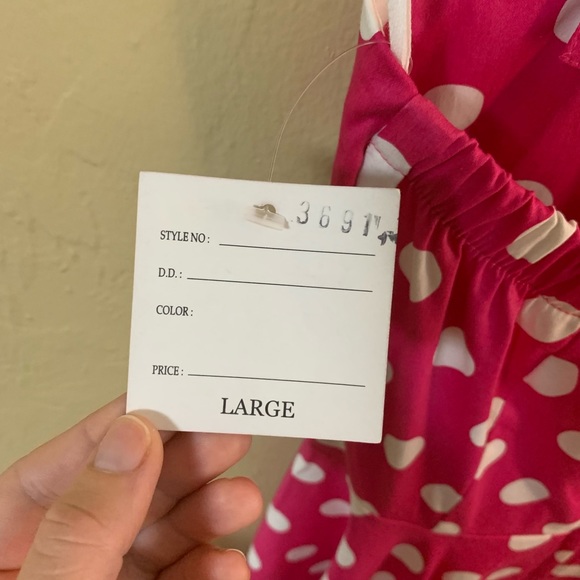 3691
STYLE NO :
D.D. :
COLOR :
PRICE :
LARGE